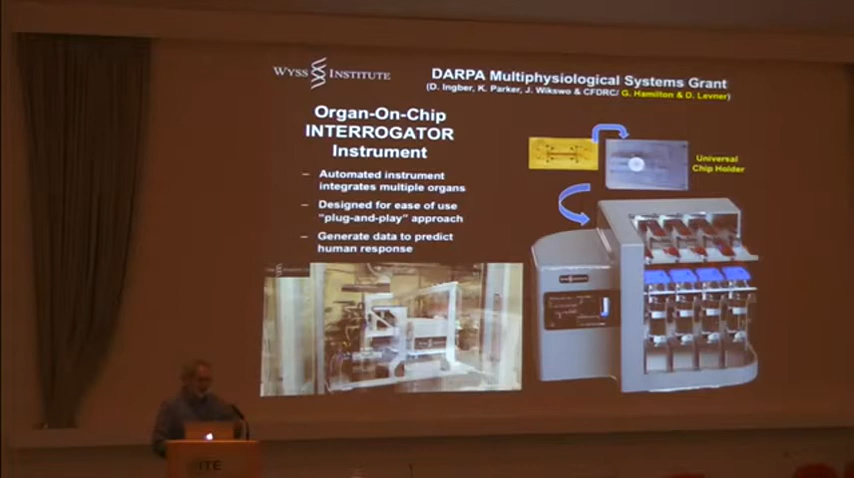 WYSS INSTITUTE
DARPA Multiphysiological Systems Grant
(D. Ingber, K. Parker, J. Wikswo & CFDRC/ G. Hamilton & D. Levner)
Organ-On-Chip
INTERROGATOR
Instrument
– Automated instrument
integrates multiple organs
– Designed for ease of use
"plug-and-play" approach
– Generate data to predict
human response
Universal
Chip Holder
ITE